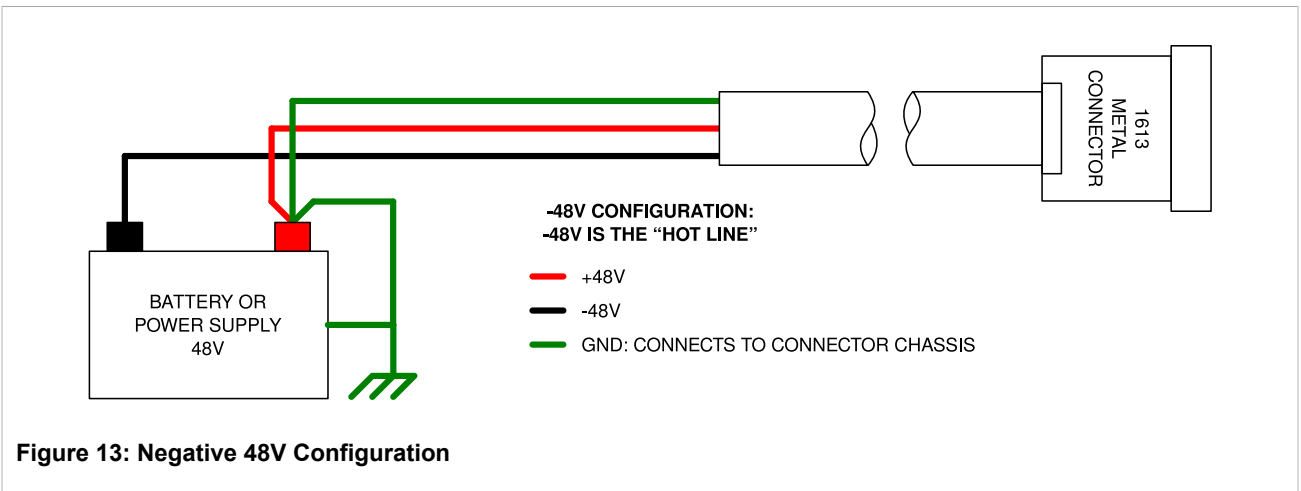 1613
METAL
CONNECTOR
-48V CONFIGURATION:
-48V IS THE “HOT LINE”
+48V
-48V
GND: CONNECTS TO CONNECTOR CHASSIS
BATTERY OR
POWER SUPPLY
48V
Figure 13: Negative 48V Configuration